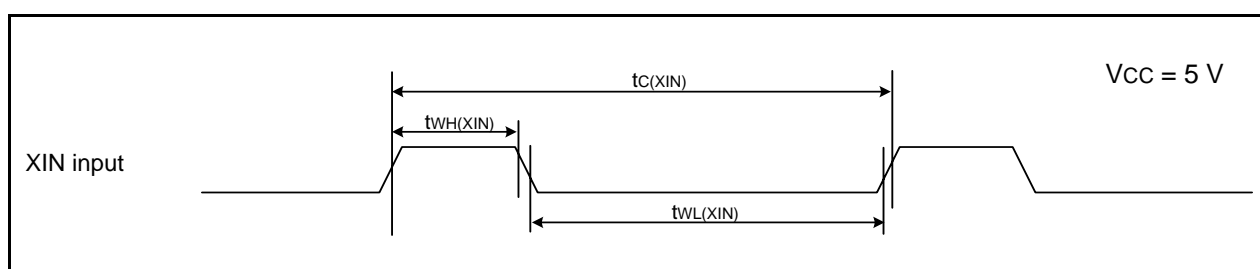 tC(XIN)
VCC = 5 V
tWH(XIN)
XIN input
tWL(XIN)